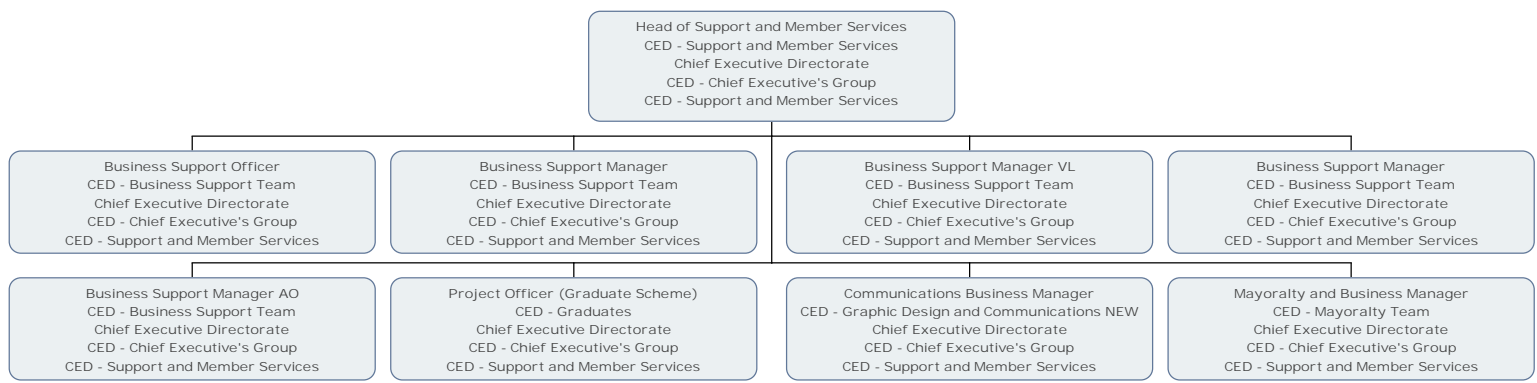 Head of Support and Member Services
CED - Support and Member Services
Chief Executive Directorate
CED - Chief Executive's Group
CED - Support and Member Services
Business Support Officer
CED - Business Support Team
Chief Executive Directorate
CED - Chief Executive's Group
CED - Support and Member Services
Business Support Manager
CED - Business Support Team
Chief Executive Directorate
CED - Chief Executive's Group
CED - Support and Member Services
Business Support Manager VL
CED - Business Support Team
Chief Executive Directorate
CED - Chief Executive's Group
CED - Support and Member Services
Business Support Manager
CED - Business Support Team
Chief Executive Directorate
CED - Chief Executive's Group
CED - Support and Member Services
Business Support Manager AO
CED - Business Support Team
Chief Executive Directorate
CED - Chief Executive's Group
CED - Support and Member Services
Project Officer (Graduate Scheme)
CED - Graduates
Chief Executive Directorate
CED - Chief Executive's Group
CED - Support and Member Services
Communications Business Manager
CED - Graphic Design and Communications NEW
Chief Executive Directorate
CED - Chief Executive's Group
CED - Support and Member Services
Mayoralty and Business Manager
CED - Mayoralty Team
Chief Executive Directorate
CED - Chief Executive's Group
CED - Support and Member Services